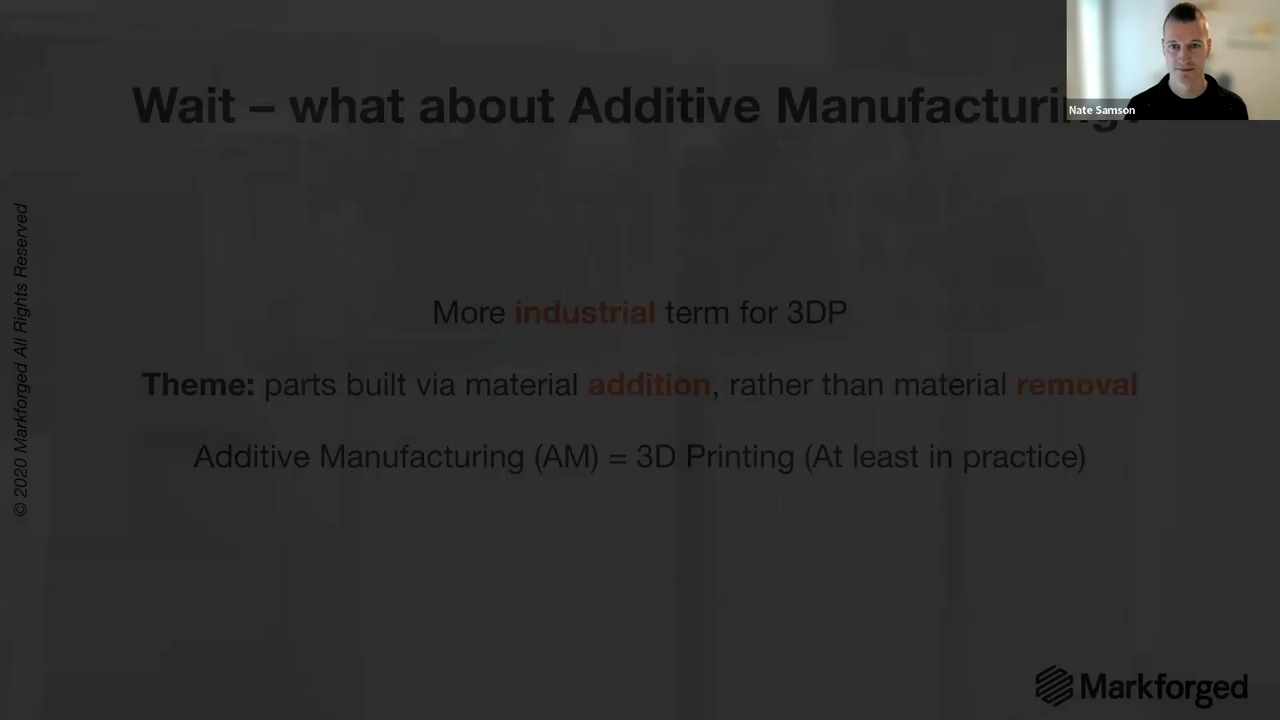 Wait – what about Additive Manufacturing?
Nate Samson
© 2020 Markforged All Rights Reserved
More industrial term for 3DP
Theme: parts built via material addition, rather than material removal
Additive Manufacturing (AM) = 3D Printing (At least in practice)
Markforged